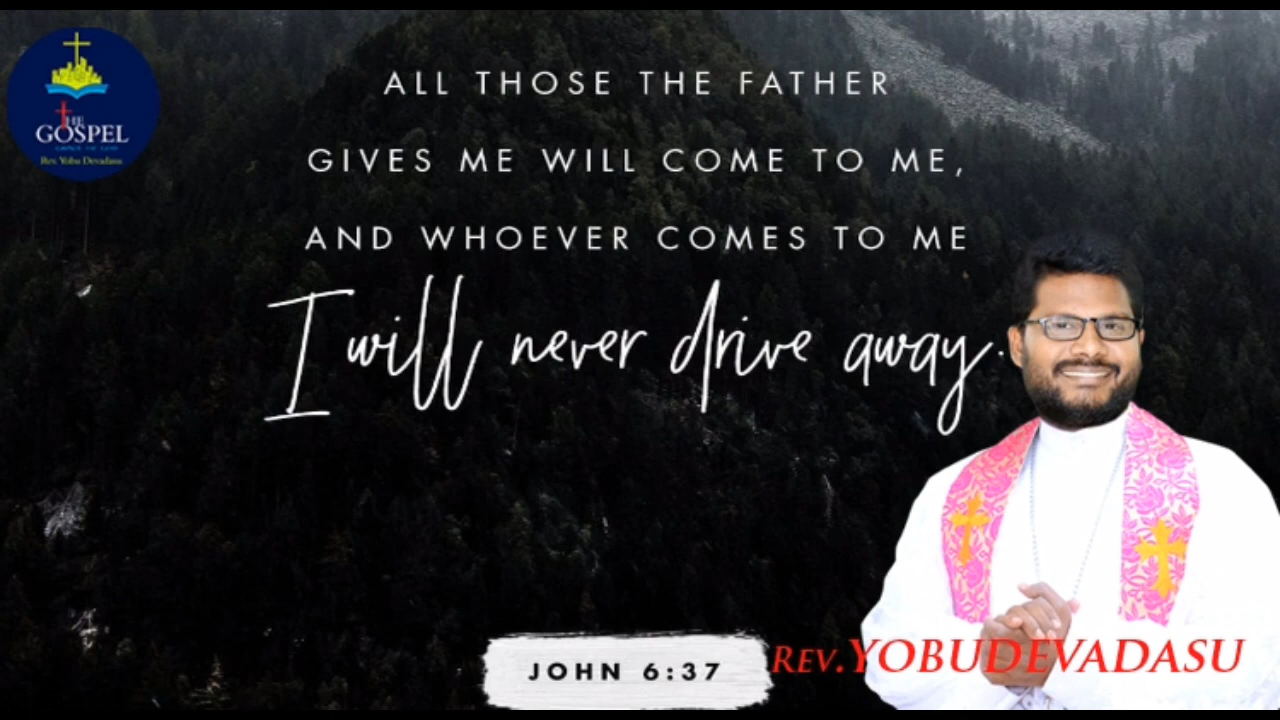 THE
GOSPEL
Rev. Yobu Devadasu
ALL THOSE THE FATHER
GIVES ME WILL COME TO ME,
AND WHOEVER COMES TO ME
I will never drive away.
JOHN 6:37
REV.YOBUDEVADASU